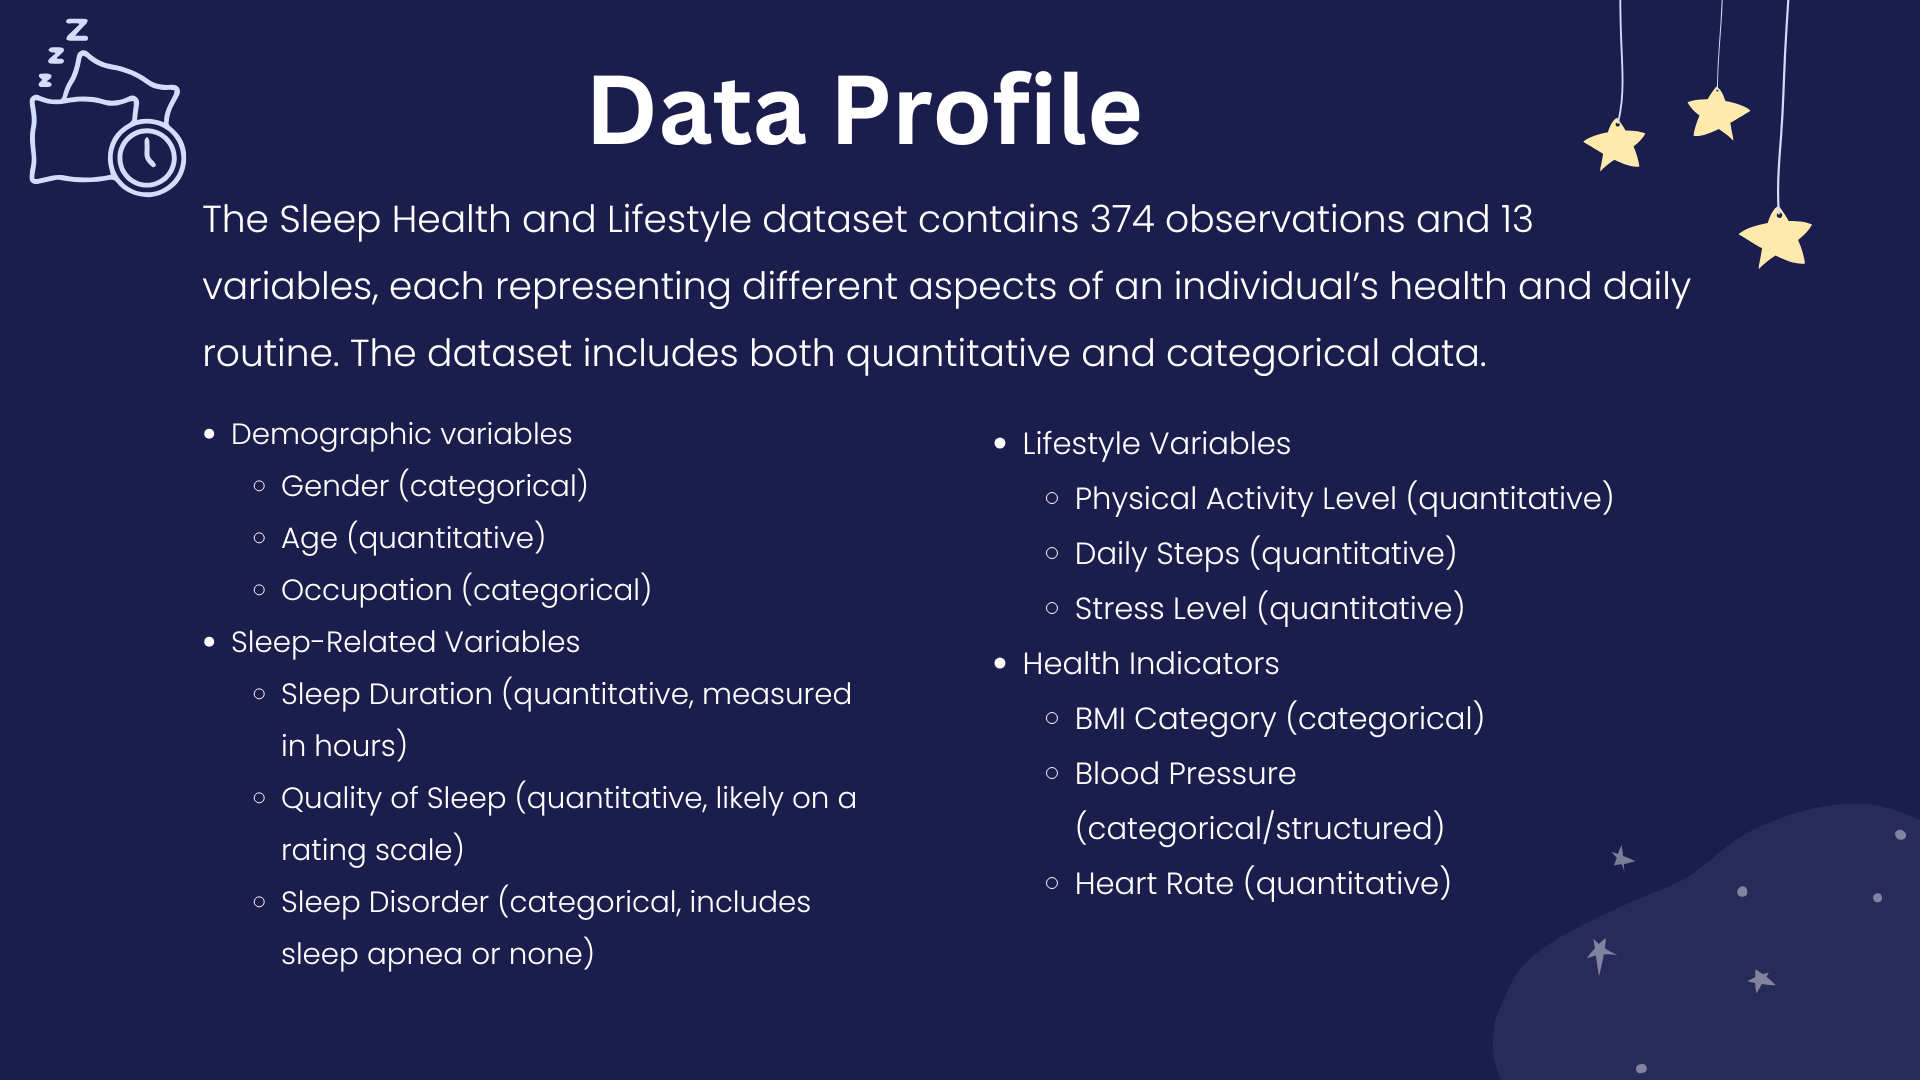 z
z
z
Data Profile
The Sleep Health and Lifestyle dataset contains 374 observations and 13
variables, each representing different aspects of an individual’s health and daily
routine. The dataset includes both quantitative and categorical data.
• Demographic variables
◦ Gender (categorical)
◦ Age (quantitative)
◦ Occupation (categorical)
• Sleep-Related Variables
◦ Sleep Duration (quantitative, measured
in hours)
◦ Quality of Sleep (quantitative, likely on a
rating scale)
◦ Sleep Disorder (categorical, includes
sleep apnea or none)
• Lifestyle Variables
◦ Physical Activity Level (quantitative)
◦ Daily Steps (quantitative)
◦ Stress Level (quantitative)
• Health Indicators
◦ BMI Category (categorical)
◦ Blood Pressure
(categorical/structured)
◦ Heart Rate (quantitative)